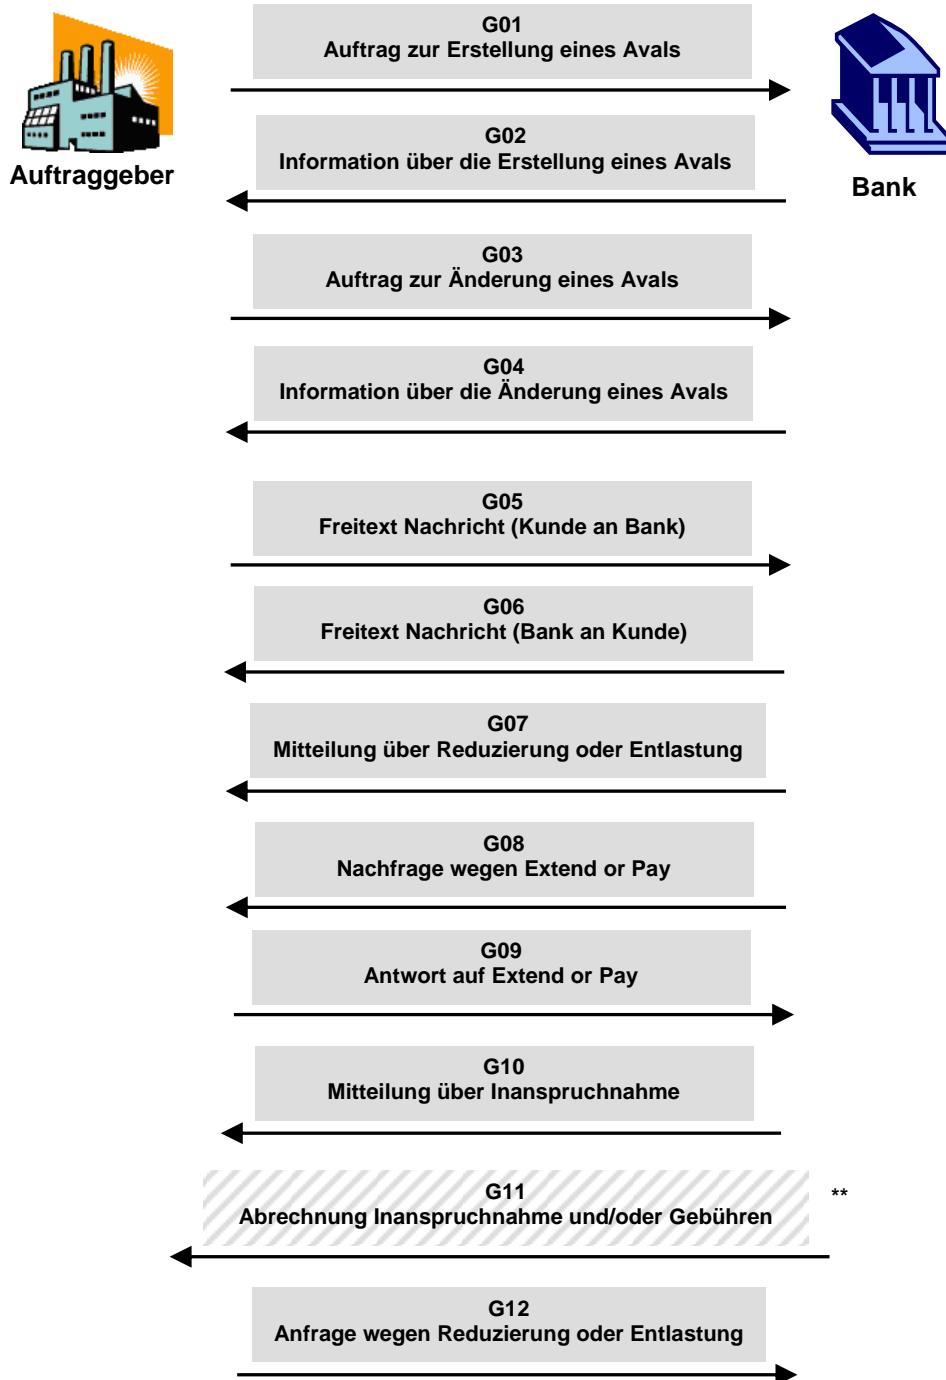 G01
Auftrag zur Erstellung eines Avals
Auftraggeber
Bank
G02
Information über die Erstellung eines Avals
G03
Auftrag zur Änderung eines Avals
G04
Information über die Änderung eines Avals
G05
Freitext Nachricht (Kunde an Bank)
G06
Freitext Nachricht (Bank an Kunde)
G07
Mitteilung über Reduzierung oder Entlastung
G08
Nachfrage wegen Extend or Pay
G09
Antwort auf Extend or Pay
G10
Mitteilung über Inanspruchnahme
G11
Abrechnung Inanspruchnahme und/oder Gebühren
**
G12
Anfrage wegen Reduzierung oder Entlastung